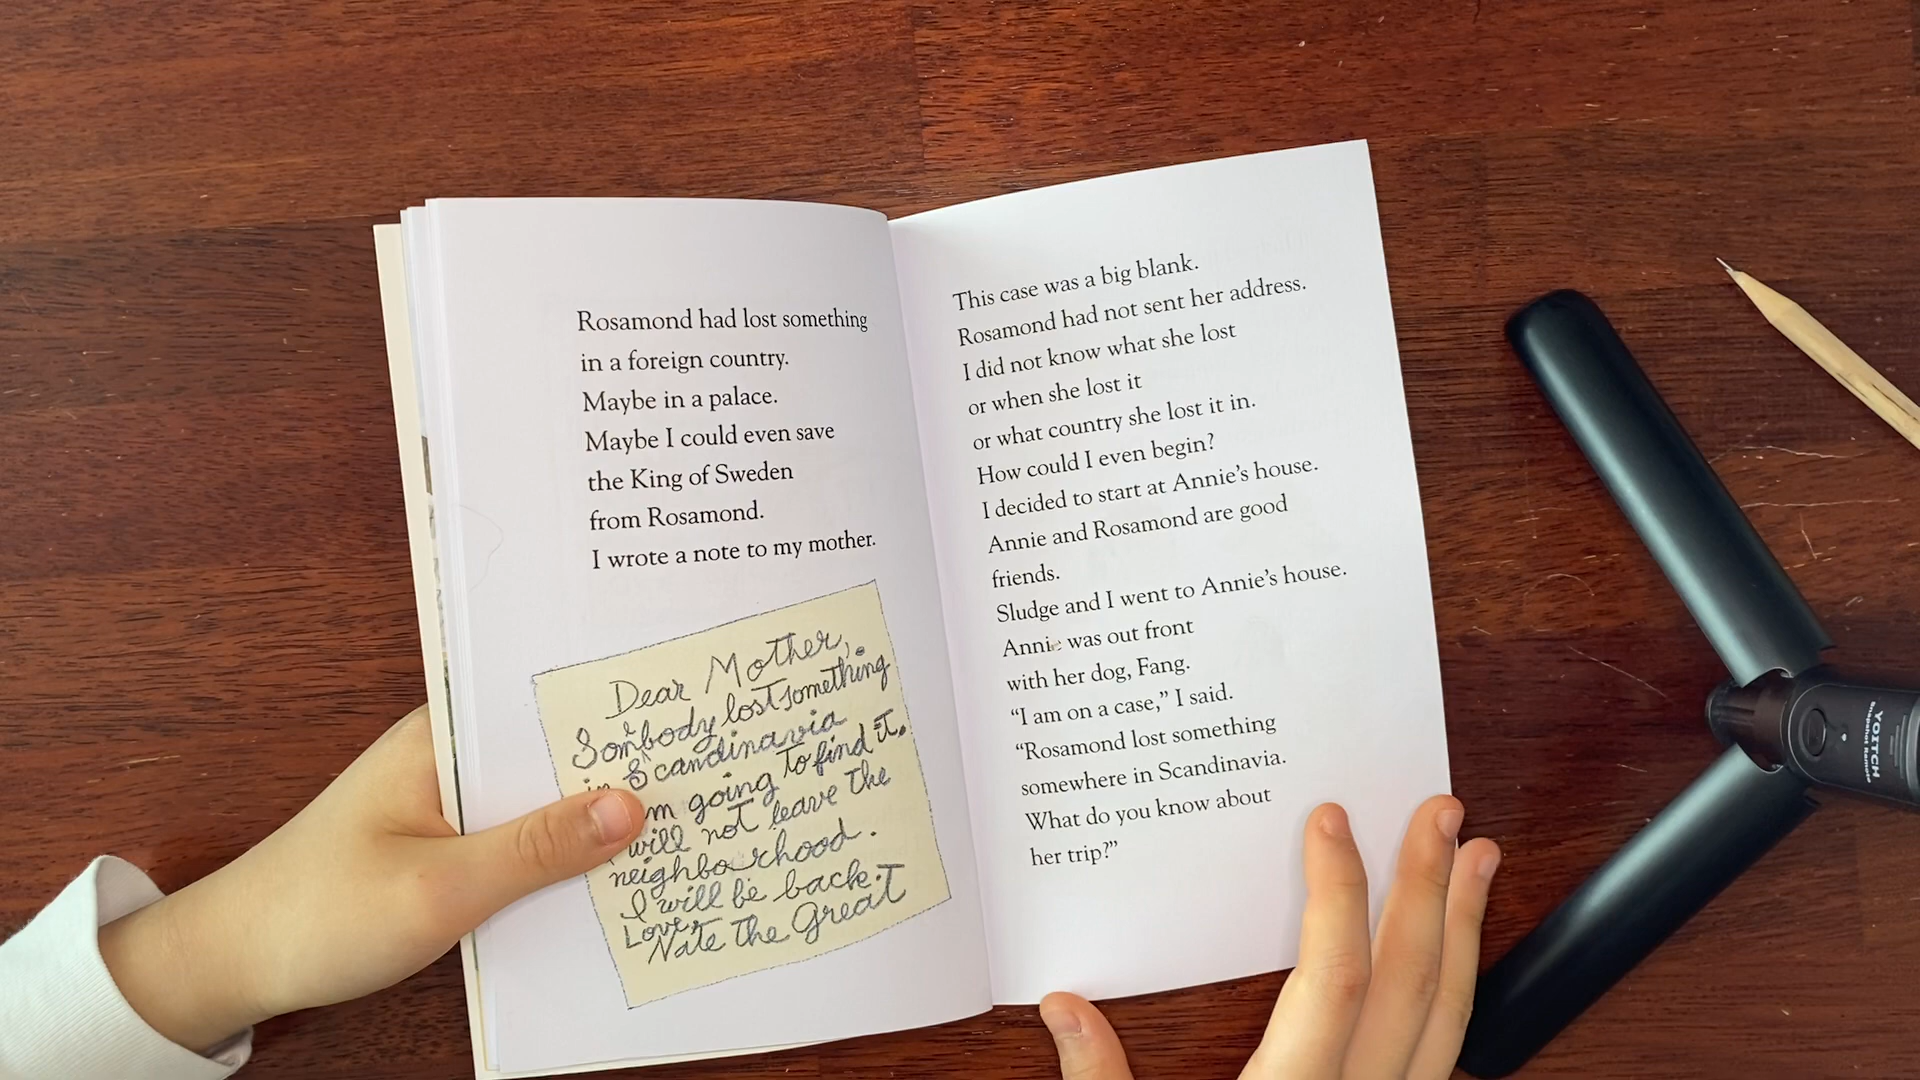 Rosamond had lost something
in a foreign country.
Maybe in a palace.
Maybe I could even save
the King of Sweden
from Rosamond.
I wrote a note to my mother.
Dear Mother,
Somebody lost something
in Scandinavia.
am going to find it.
will not leave the
neighborhood.
I will be back.
Love,
Nate the Great
This case was a big blank.
Rosamond had not sent her address.
I did not know what she lost
or when she lost it
or what country she lost it in.
How could I even begin?
I decided to start at Annie’s house.
Annie and Rosamond are good
friends.
Sludge and I went to Annie’s house.
Annie was out front
with her dog, Fang.
“I am on a case,” I said.
“Rosamond lost something
somewhere in Scandinavia.
What do you know about
her trip?”
YOITCH
Snapshot Remote